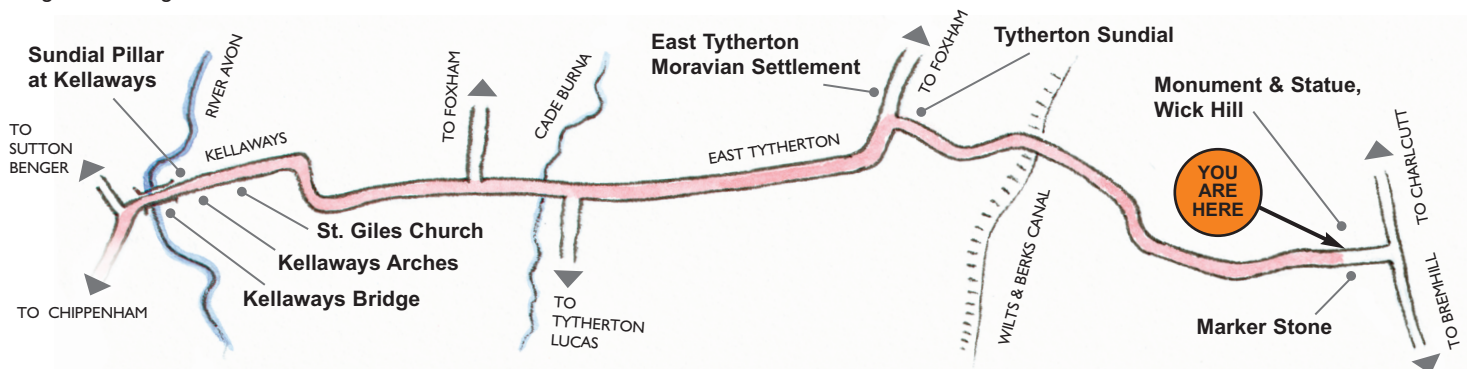 Sundial Pillar
at Kellaways
RIVER AVON
TO
SUTTON
BENGER
KELLAWAYS
TO FOXHAM
CADE BURNA
East Tytherton
Moravian Settlement
TO FOXHAM
Tytherton Sundial
Monument & Statue,
Wick Hill
EAST TYTHERTON
YOU
ARE
HERE
TO CHARLCUTT
St. Giles Church
Kellaways Arches
Kellaways Bridge
TO CHIPPENHAM
TO
TYTHERTON
LUCAS
WILTS & BERKS CANAL
Marker Stone
TO BREMHILL